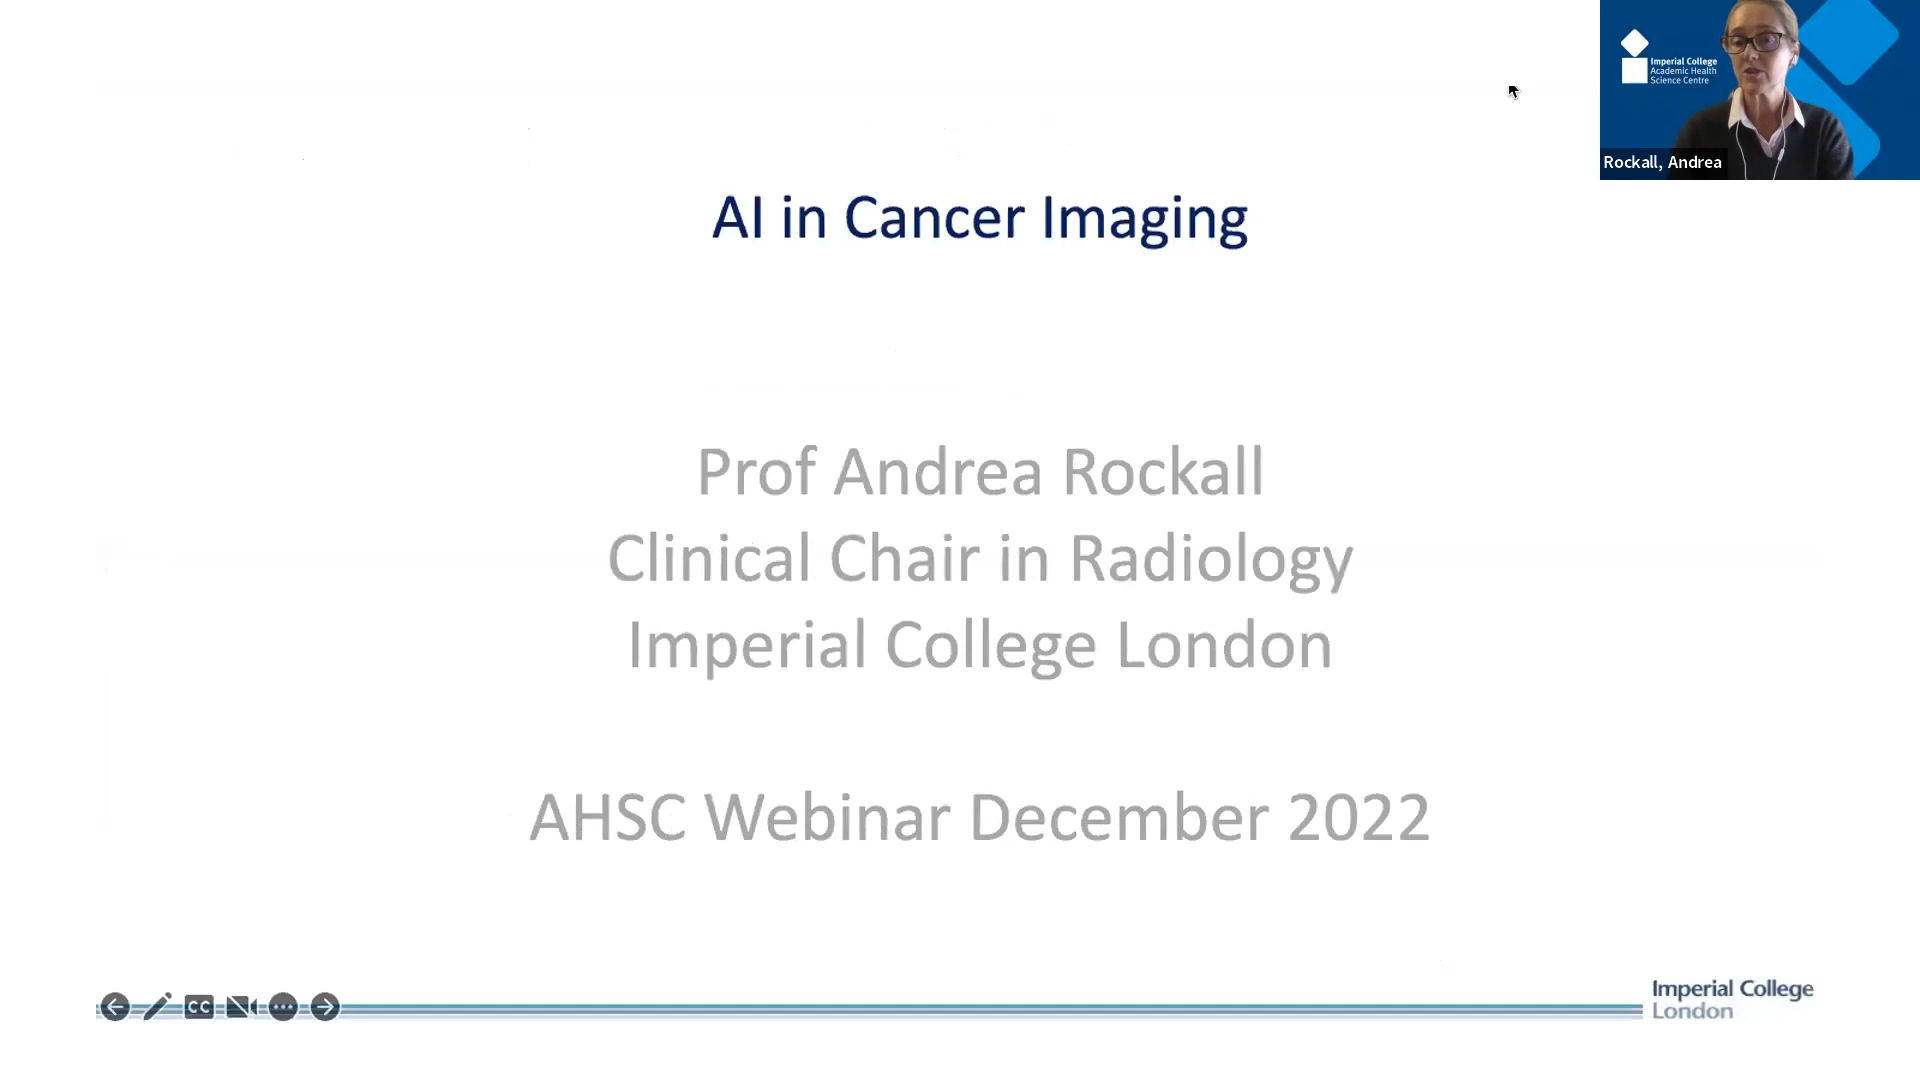 Imperial College
Academic Health
Science Centre
Rockall, Andrea
AI in Cancer Imaging
Prof Andrea Rockall
Clinical Chair in Radiology
Imperial College London
AHSC Webinar December 2022
CC
Imperial College
London